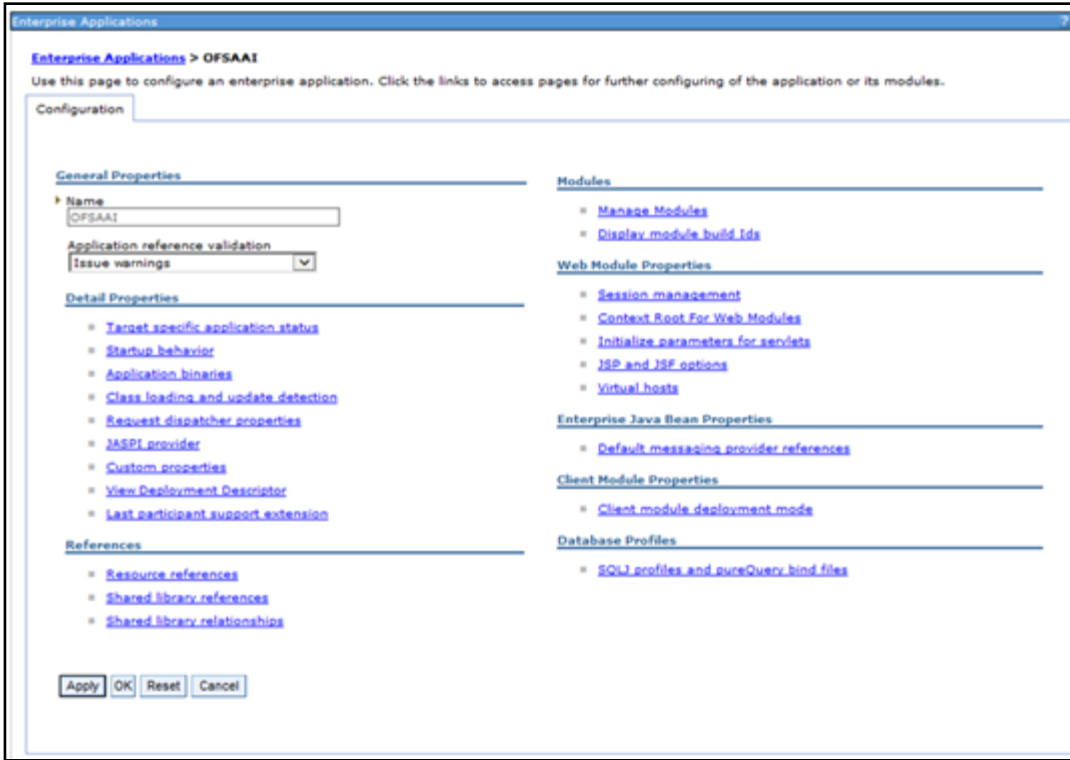 Enterprise Applications ?
Enterprise Applications > OFSAAI
Use this page to configure an enterprise application. Click the links to access pages for further configuring of the application or its modules.
Configuration
General Properties
Name
OFSAAI
Application reference validation
Issue warnings
Detail Properties
Target specific application status
Startup behavior
Application binaries
Class loading and update detection
Request dispatcher properties
JASPI provider
Custom properties
View Deployment Descriptor
Last participant support extension
References
Resource references
Shared library references
Shared library relationships
Modules
Manage Modules
Display module build Ids
Web Module Properties
Session management
Context Root For Web Modules
Initialize parameters for servlets
JSP and JSF options
Virtual hosts
Enterprise Java Bean Properties
Default messaging provider references
Client Module Properties
Client module deployment mode
Database Profiles
SQLJ profiles and pureQuery bind files
Apply OK Reset Cancel